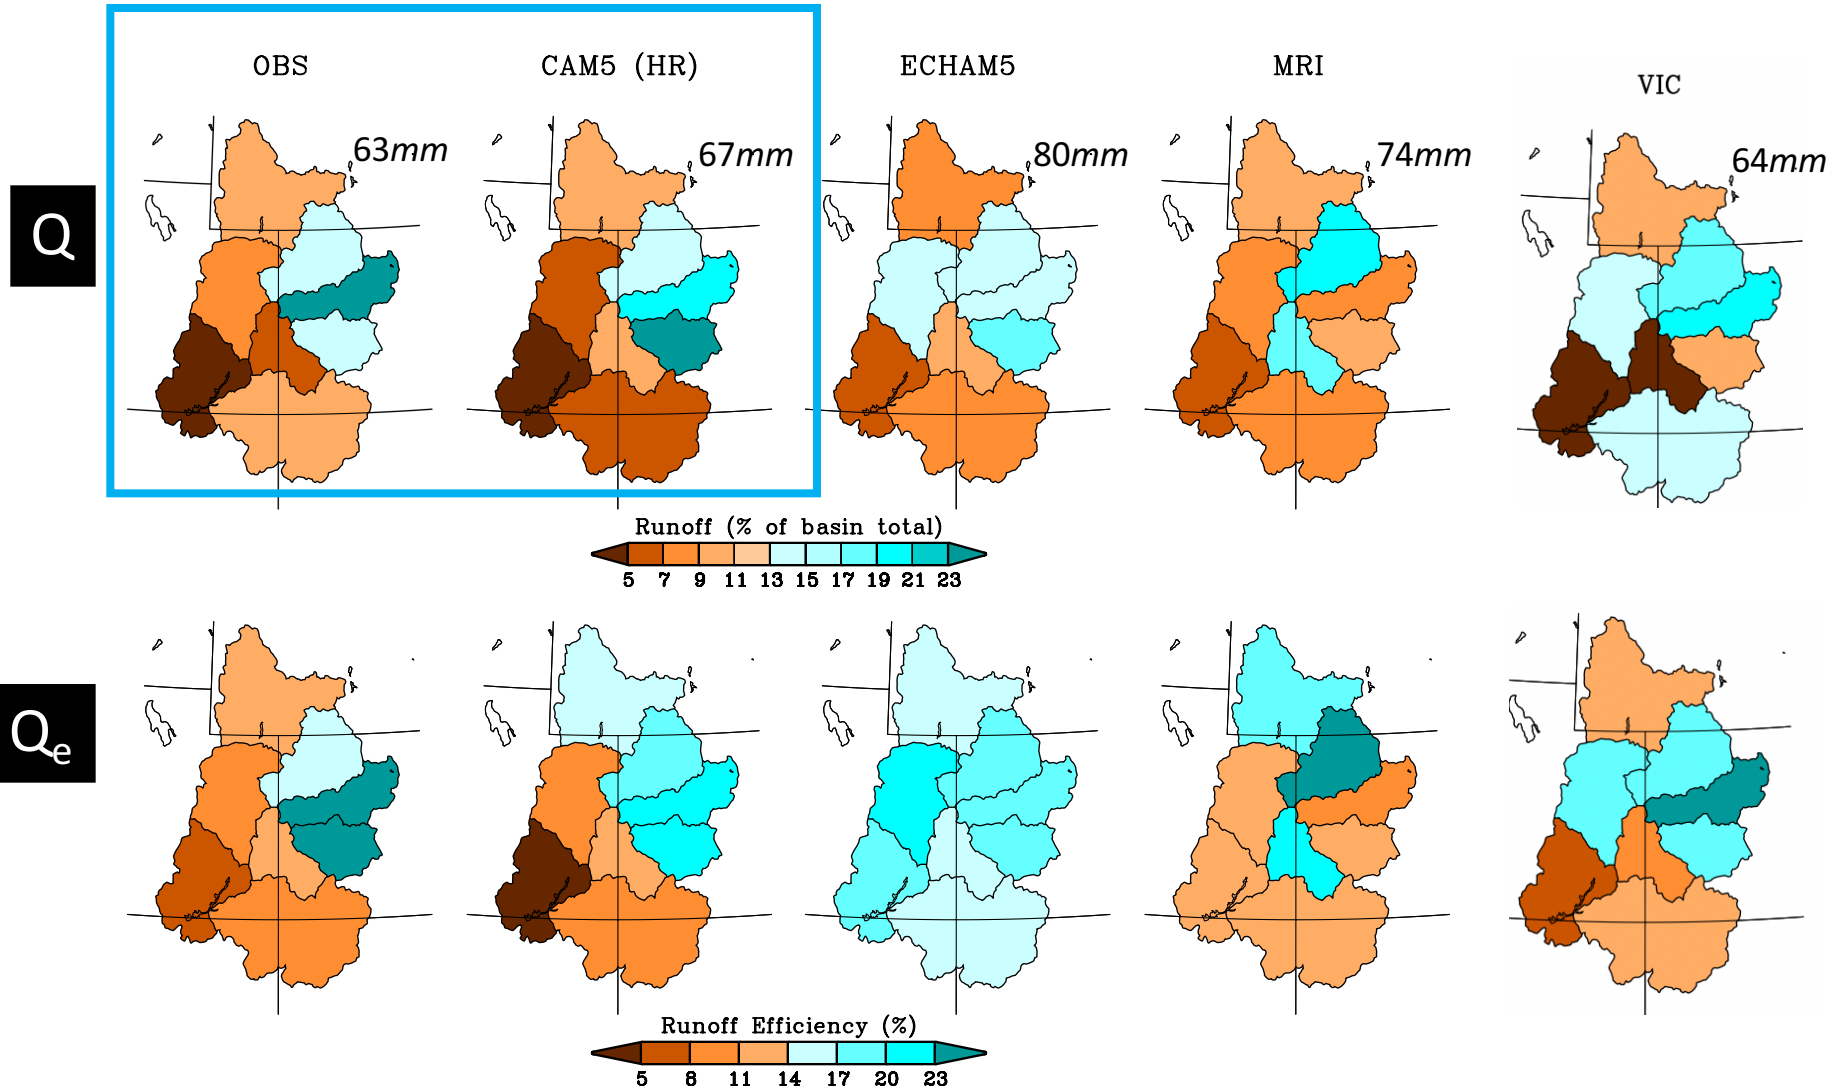 OBS
CAM5 (HR)
ECHAM5
MRI
VIC
63mm
67mm
80mm
74mm
64mm
Q
Runoff (% of basin total)
5 7 9 11 13 15 17 19 21 23
Qe
Runoff Efficiency (%)
5 8 11 14 17 20 23